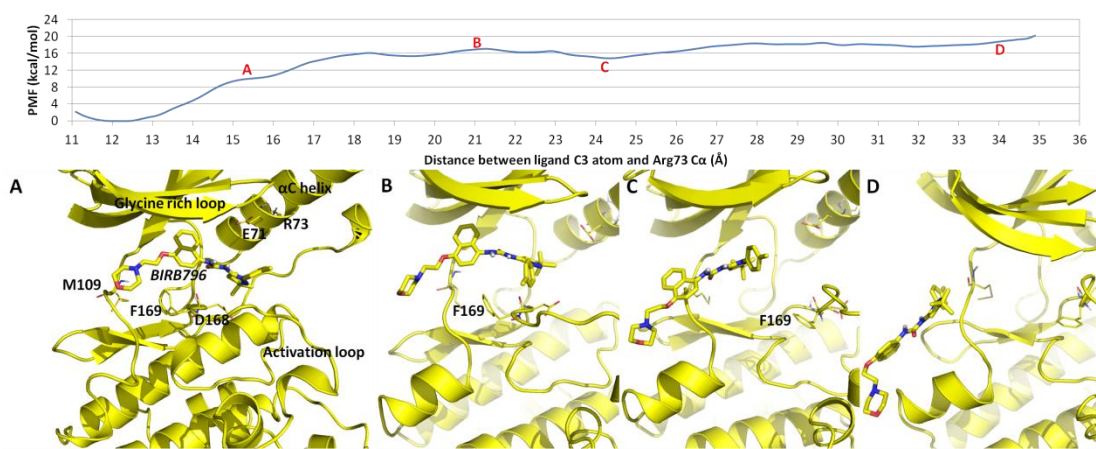 PMF (kcal/mol)
24
20
16
12
8
4
0
A
B
C
D
11 12 13 14 15 16 17 18 19 20 21 22 23 24 25 26 27 28 29 30 31 32 33 34 35 36
Distance between ligand C3 atom and Arg73 Cα (Å)
A
αC helix
Glycine rich loop
R73
E71
BIRB796
M109
F169
D168
Activation loop
B
F169
C
F169
D